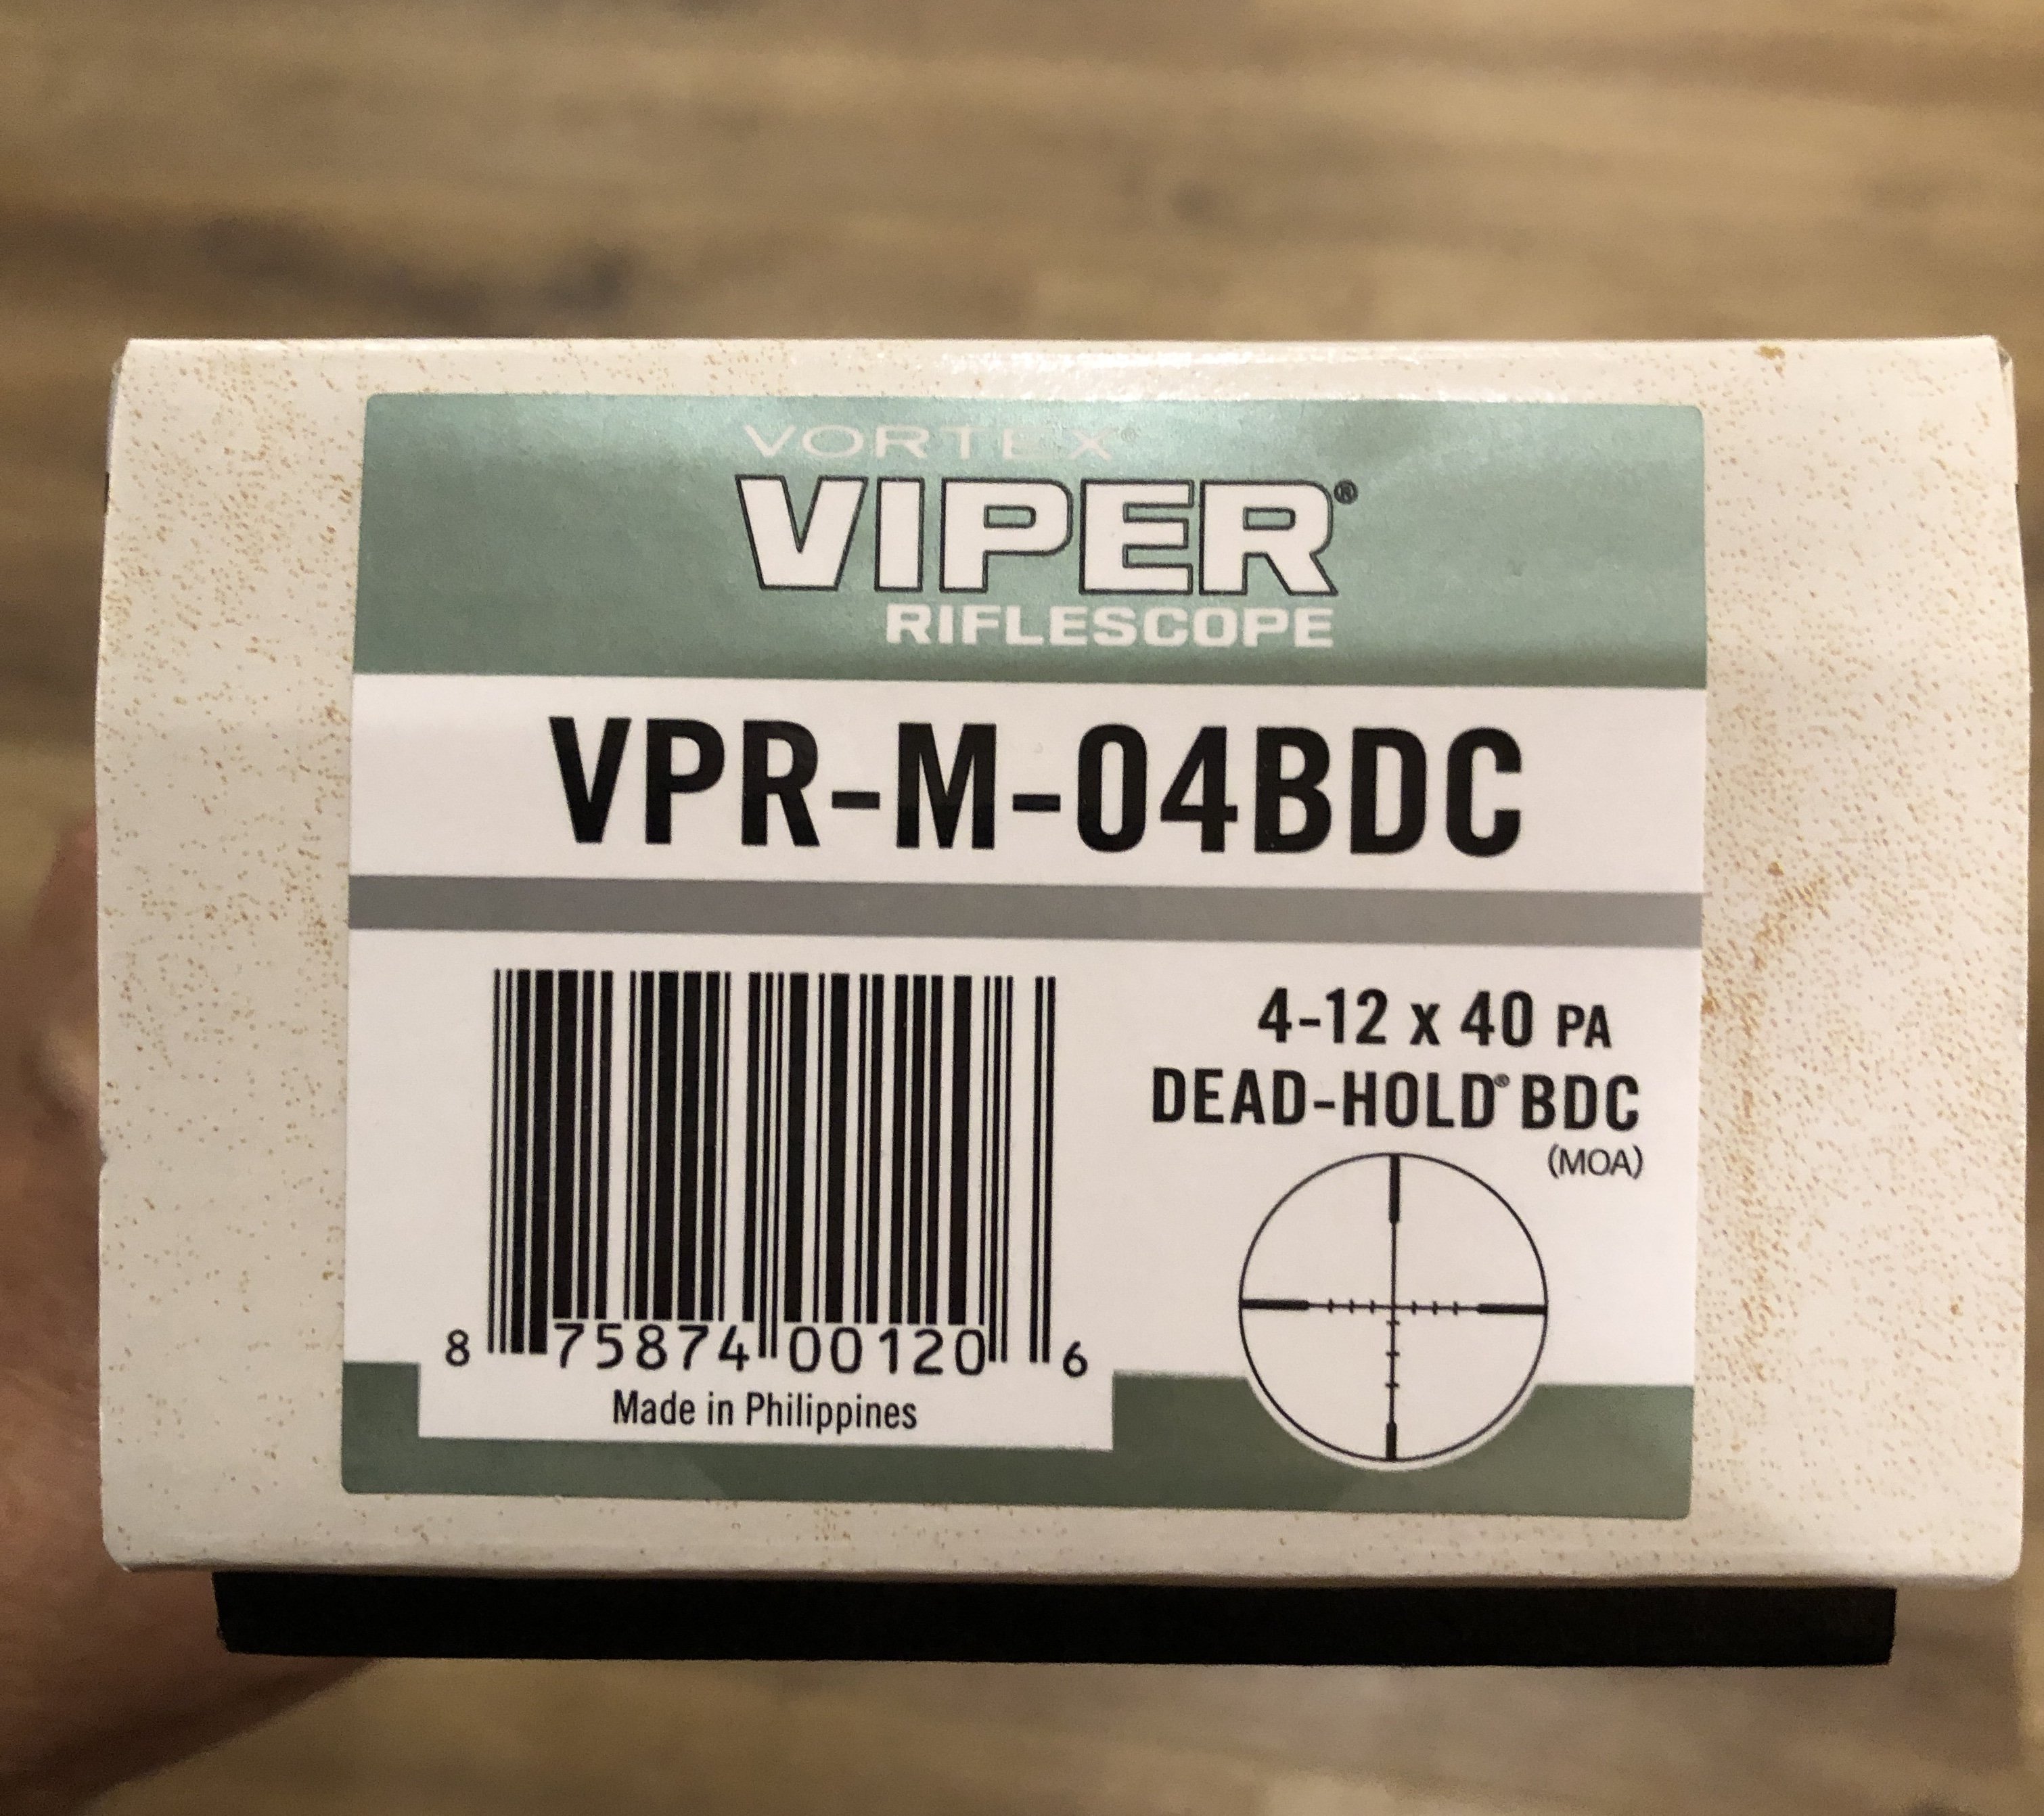 VORTEX®
VIPER®
RIFLESCOPE
VPR-M-04BDC
4-12 x 40 PA
DEAD-HOLD® BDC
(MOA)
8 75874 00120 6
Made in Philippines